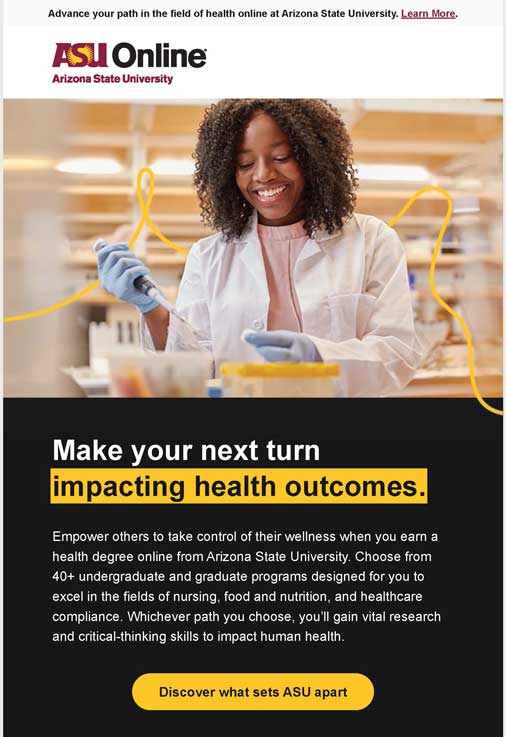 Advance your path in the field of health online at Arizona State University. Learn More.
ASU Online
Arizona State University
Make your next turn
impacting health outcomes.
Empower others to take control of their wellness when you earn a
health degree online from Arizona State University. Choose from
40+ undergraduate and graduate programs designed for you to
excel in the fields of nursing, food and nutrition, and healthcare
compliance. Whichever path you choose, you’ll gain vital research
and critical-thinking skills to impact human health.
Discover what sets ASU apart